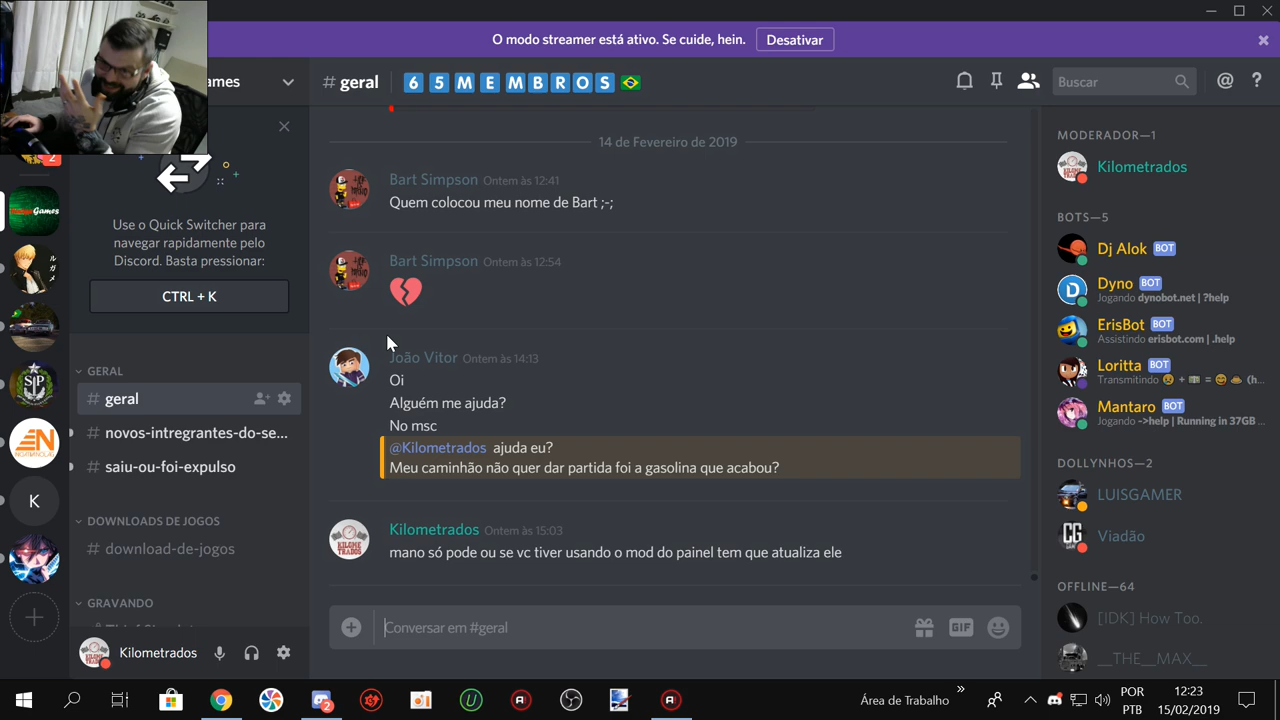 O modo streamer está ativo. Se cuide, hein. Desativar
ames
# geral 6 5 M E M B R O S
Buscar
2
Use o Quick Switcher para
navegar rapidamente pelo
Discord. Basta pressionar:
CTRL + K
GERAL
# geral
# novos-intregrantes-do-se...
# saiu-ou-foi-expulso
DOWNLOADS DE JOGOS
# download-de-jogos
GRAVANDO
Kilometrados
Games
SP
K
14 de Fevereiro de 2019
Bart Simpson Ontem às 12:41
Quem colocou meu nome de Bart ;-;
Bart Simpson Ontem às 12:54
João Vitor Ontem às 14:13
Oi
Alguém me ajuda?
No msc
@Kilometrados ajuda eu?
Meu caminhão não quer dar partida foi a gasolina que acabou?
Kilometrados Ontem às 15:03
mano só pode ou se vc tiver usando o mod do painel tem que atualiza ele
Conversar em #geral
GIF
MODERADOR—1
Kilometrados
BOTS—5
Dj Alok BOT
Dyno BOT
Jogando dynobot.net | ?help
ErisBot BOT
Assistindo erisbot.com | .help
Loritta BOT
Transmitindo 😢 + 💵 = 😄 👒 (h...
Mantaro BOT
Jogando ->help | Running in 37GB ...
DOLLYNHOS—2
LUISGAMER
CG
Viadão
OFFLINE—64
[IDK] How Too.
__THE__MAX__
2
Área de Trabalho
POR
PTB
12:23
15/02/2019